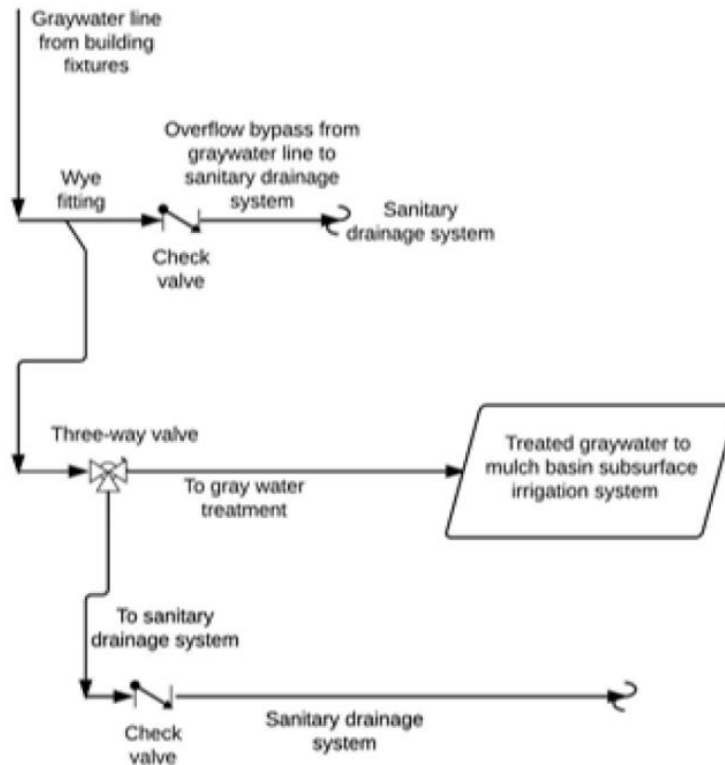 Graywater line
from building
fixtures
Overflow bypass from
graywater line to
sanitary drainage
system
Wye
fitting
Sanitary
drainage system
Check
valve
Three-way valve
Treated graywater to
mulch basin subsurface
irrigation system
To gray water
treatment
To sanitary
drainage system
Sanitary drainage
system
Check
valve